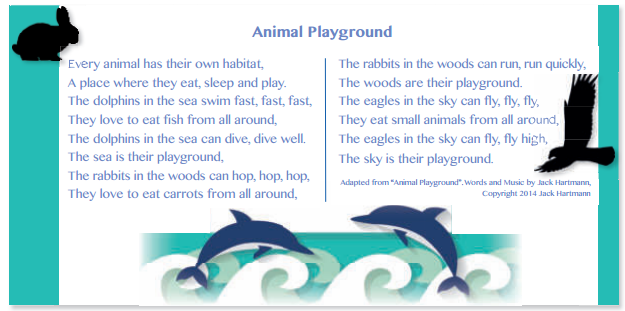 Animal Playground
Every animal has their own habitat,
A place where they eat, sleep and play.
The dolphins in the sea swim fast, fast, fast,
They love to eat fish from all around,
The dolphins in the sea can dive, dive well.
The sea is their playground,
The rabbits in the woods can hop, hop, hop,
They love to eat carrots from all around,
The rabbits in the woods can run, run quickly,
The woods are their playground.
The eagles in the sky can fly, fly, fly,
They eat small animals from all around,
The eagles in the sky can fly, fly high,
The sky is their playground.
Adapted from "Animal Playground".Words and Music by Jack Hartmann,
Copyright 2014 Jack Hartmann